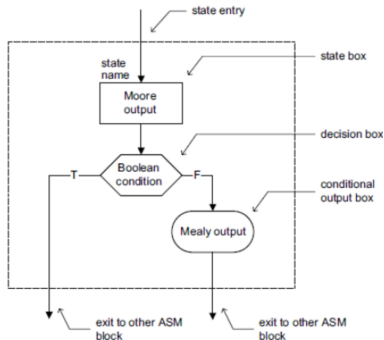 state entry
state box
state
name
Moore
output
decision box
Boolean
condition
T
F
conditional
output box
Mealy output
exit to other ASM
block
exit to other ASM
block